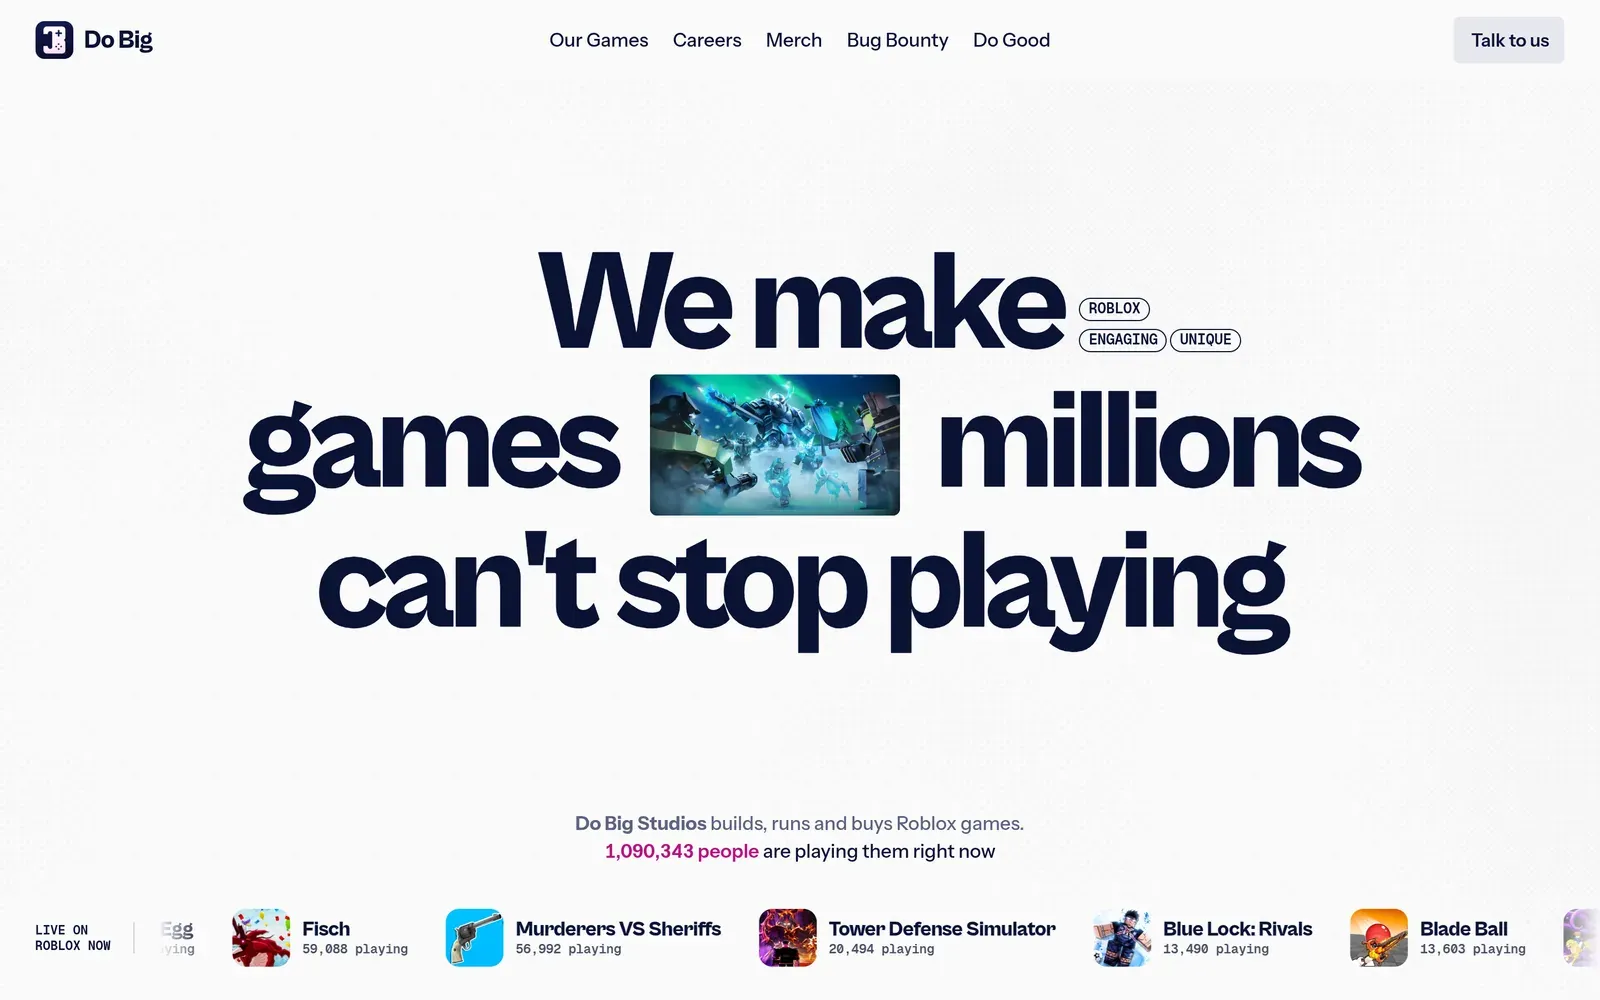 Do Big
Our Games
Careers
Merch
Bug Bounty
Do Good
Talk to us
We make
ROBLOX
ENGAGING
UNIQUE
games millions
can't stop playing
Do Big Studios builds, runs and buys Roblox games.
1,090,343 people are playing them right now
LIVE ON
ROBLOX NOW
Egg
ying
Fisch
59,088 playing
Murderers VS Sheriffs
56,992 playing
Tower Defense Simulator
20,494 playing
Blue Lock: Rivals
13,490 playing
Blade Ball
13,603 playing